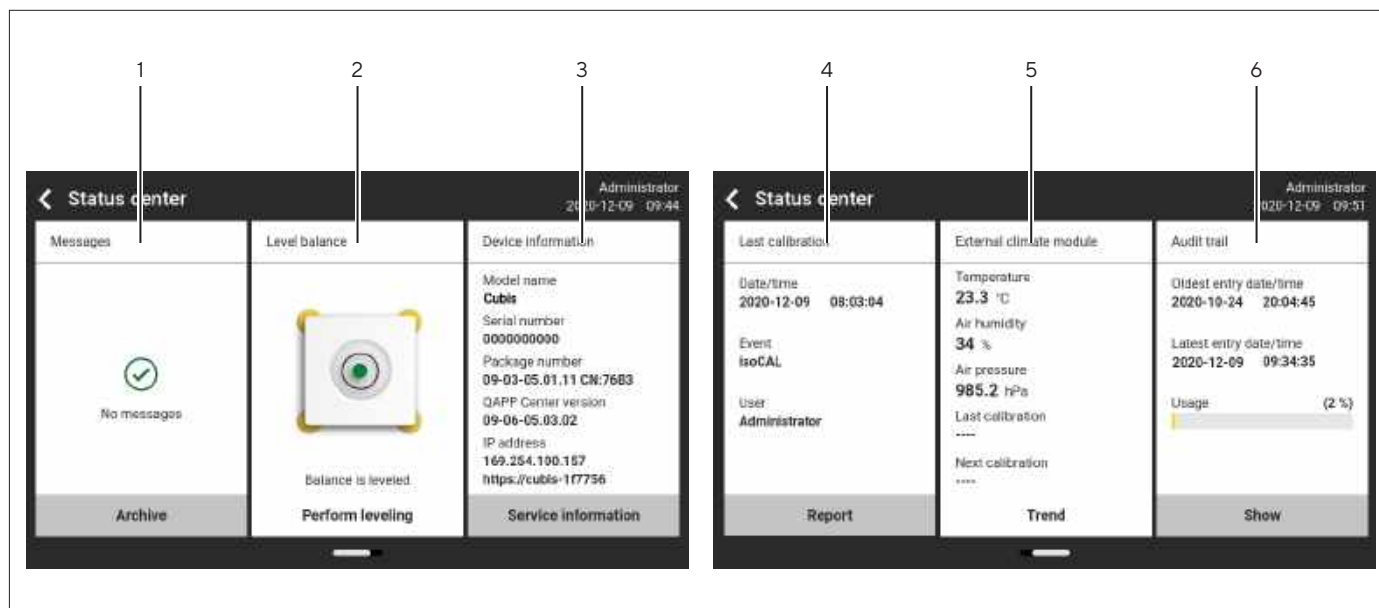 1 2 3 4 5 6
Status center
Administrator
2020-12-09 09:44
Messages
No messages
Archive
Level balance
Balance is leveled
Perform leveling
Device information
Model name
Cubis
Serial number
0000000000
Package number
09-03-05.01.11 CN:76B3
QAPP Center version
09-06-05.03.02
IP address
169.254.100.157
https://cubis-1f7756
Service information
Status center
Administrator
2020-12-09 09:51
Last calibration
Date/time
2020-12-09 08:03:04
Event
isoCAL
User
Administrator
Report
External climate module
Temperature
23.3 °C
Air humidity
34 %
Air pressure
985.2 hPa
Last calibration
----
Next calibration
----
Trend
Audit trail
Oldest entry date/time
2020-10-24 20:04:45
Latest entry date/time
2020-12-09 09:34:35
Usage (2 %)
Show